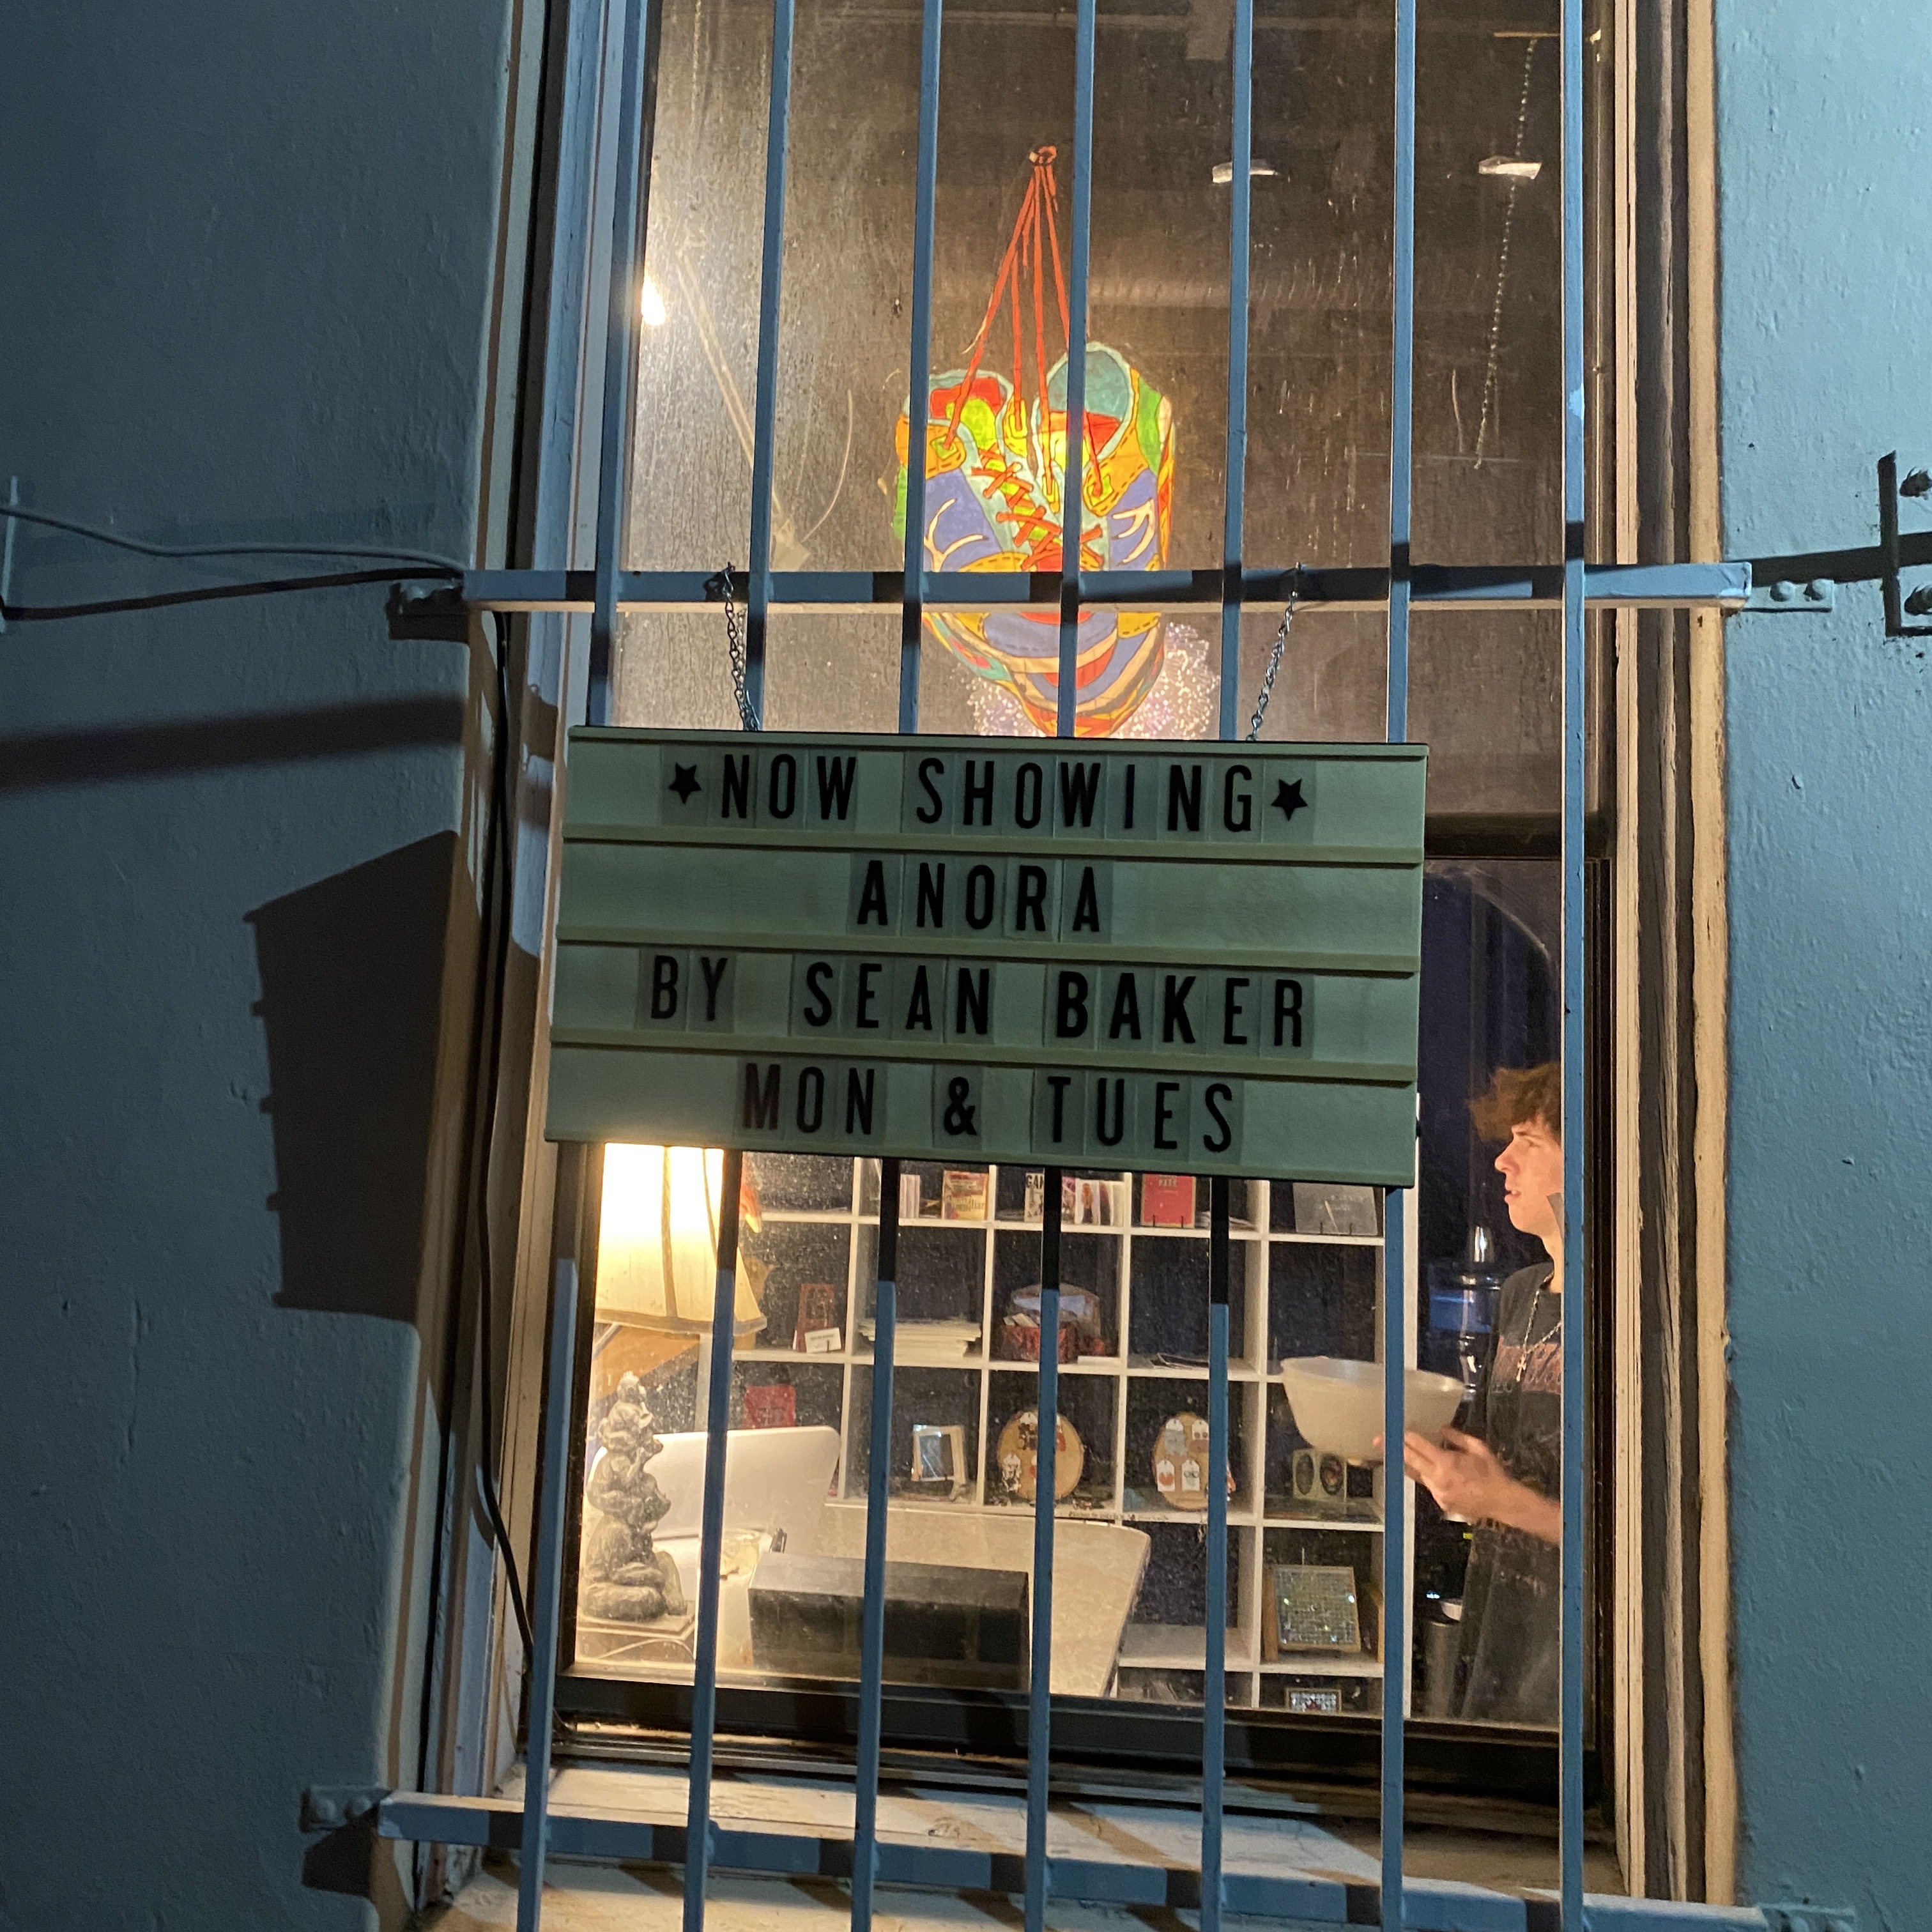 ★NOW SHOWING★
ANORA
BY SEAN BAKER
MON & TUES